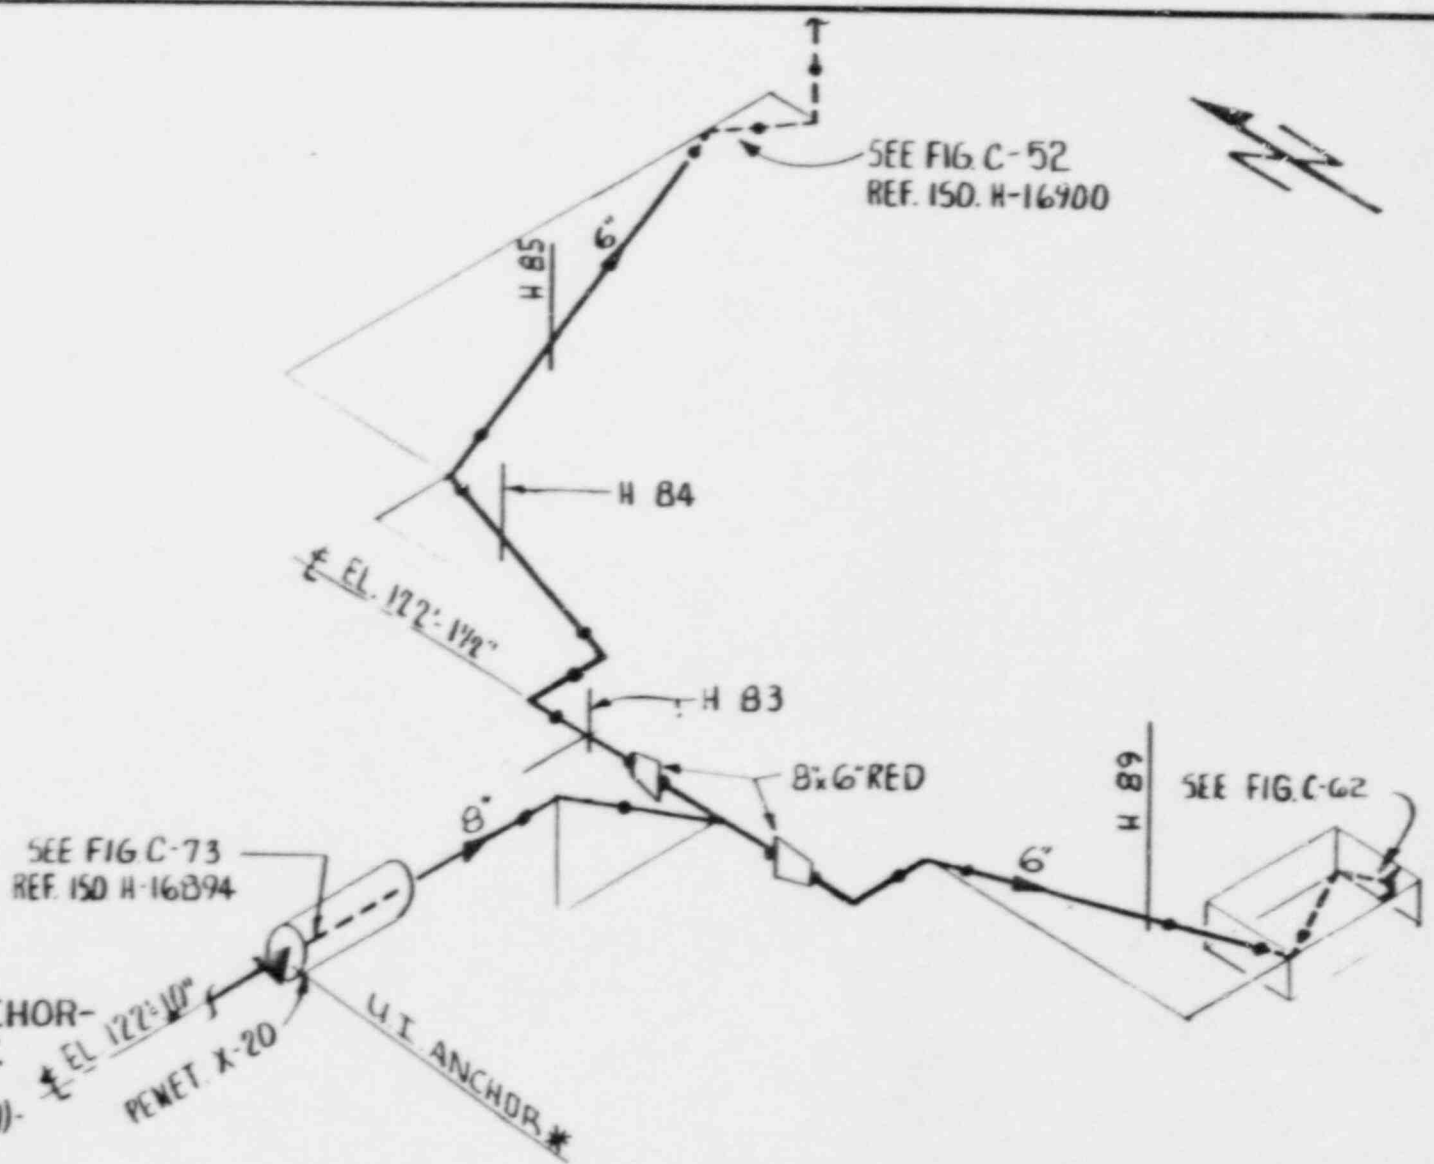 SEE FIG. C-52
REF. ISO. H-16900
N
6"
H 85
H 84
℄ EL. 122'-1½"
H 83
8"x6" RED
H 89
SEE FIG. C-62
6"
8"
SEE FIG C-73
REF. ISO H-16894
CHOR-
℄ EL 122'-10"
PENET. X-20
U.I. ANCHOR *